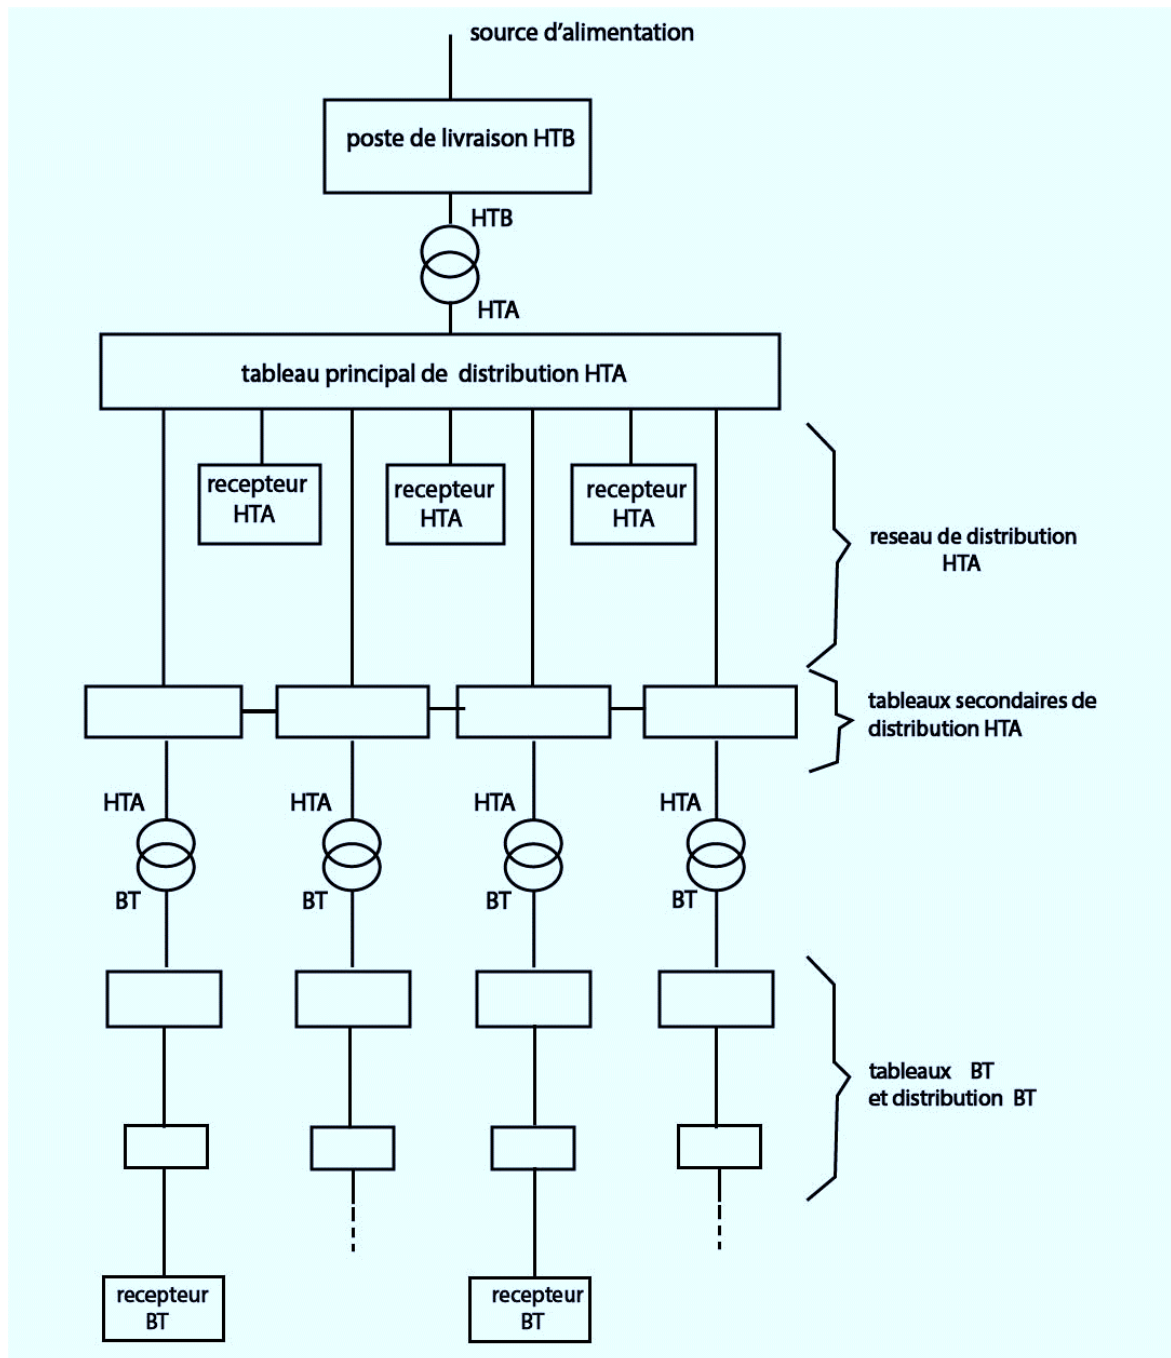 source d'alimentation
poste de livraison HTB
HTB
HTA
tableau principal de distribution HTA
recepteur
HTA
recepteur
HTA
recepteur
HTA
reseau de distribution
HTA
tableaux secondaires de
distribution HTA
HTA
HTA
HTA
HTA
BT
BT
BT
BT
tableaux BT
et distribution BT
recepteur
BT
recepteur
BT